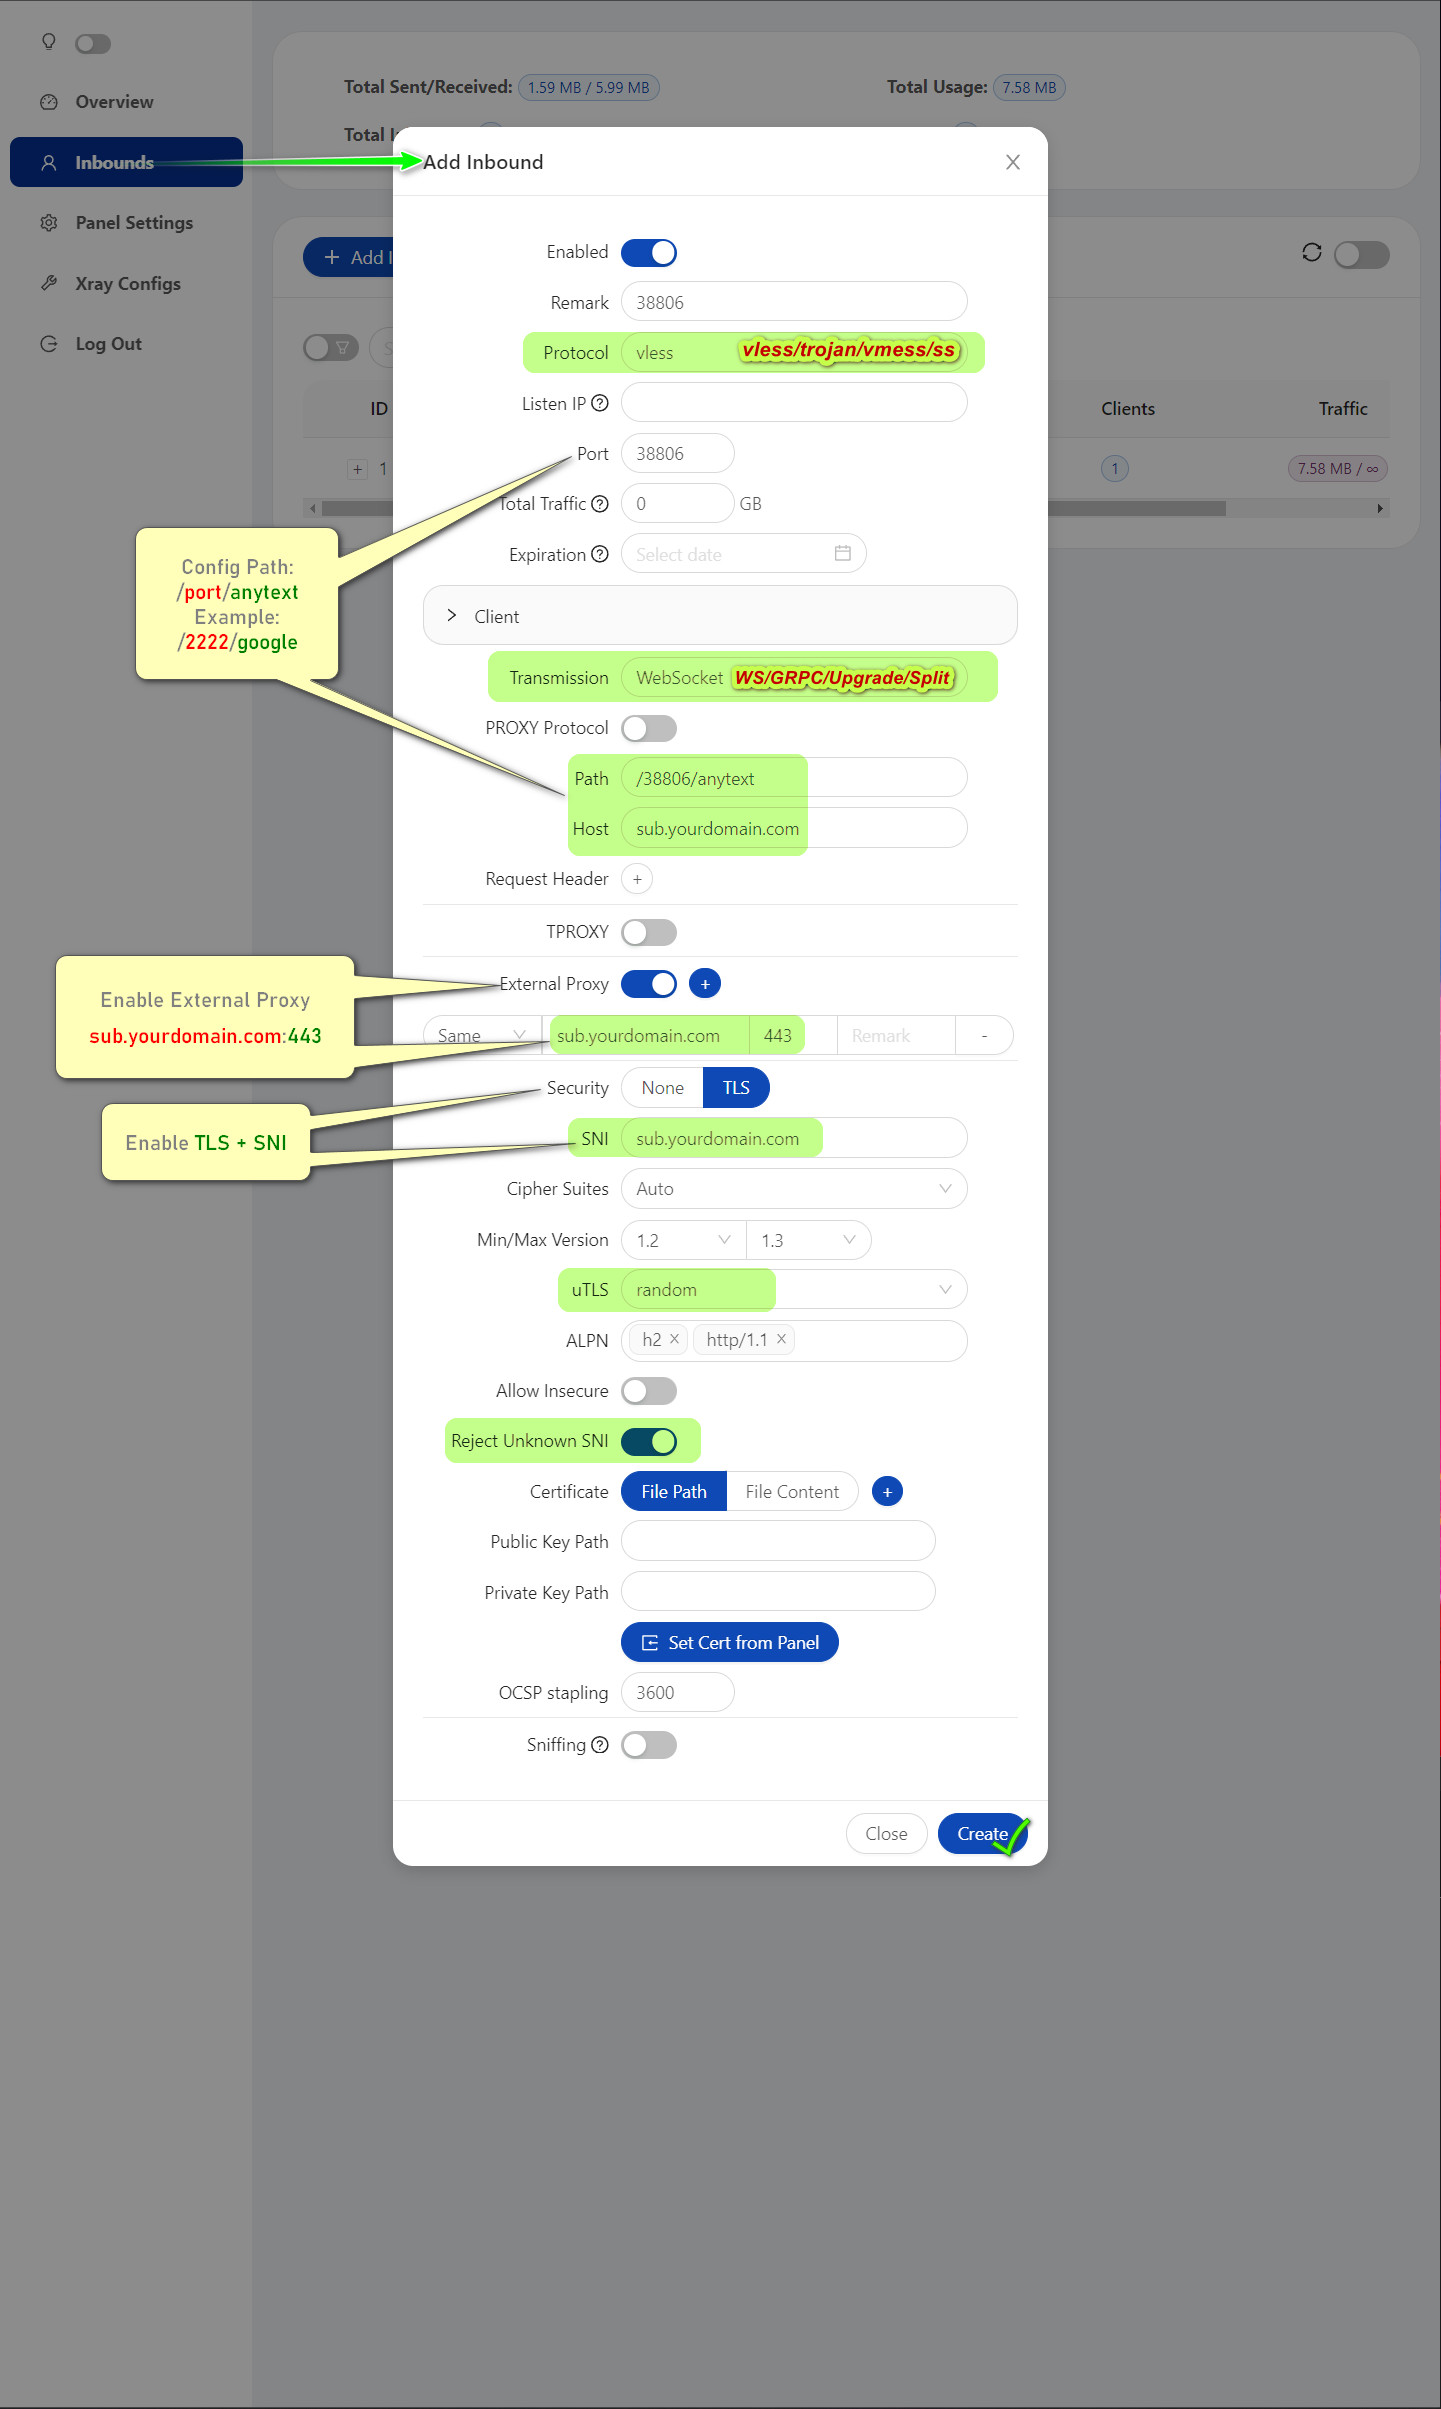 Total Sent/Received: 1.59 MB / 5.99 MB
Total Usage: 7.58 MB
Overview
Total
Inbounds
Add Inbound
Panel Settings
Enabled
Add
Remark 38806
Xray Configs
Protocol vless vless/trojan/vmess/ss
Log Out
Listen IP
ID
Clients
Traffic
Port 38806
1
1
7.58 MB / ∞
Total Traffic 0 GB
Expiration Select date
Config Path:
/port/anytext
Example:
/2222/google
Client
Transmission WebSocket WS/GRPC/Upgrade/Split
PROXY Protocol
Path /38806/anytext
Host sub.yourdomain.com
Request Header +
TPROXY
External Proxy +
Enable External Proxy
sub.yourdomain.com:443
Same sub.yourdomain.com 443 Remark -
Security None TLS
Enable TLS + SNI
SNI sub.yourdomain.com
Cipher Suites Auto
Min/Max Version 1.2 1.3
uTLS random
ALPN h2 × http/1.1 ×
Allow Insecure
Reject Unknown SNI
Certificate File Path File Content +
Public Key Path
Private Key Path
Set Cert from Panel
OCSP stapling 3600
Sniffing
Close Create